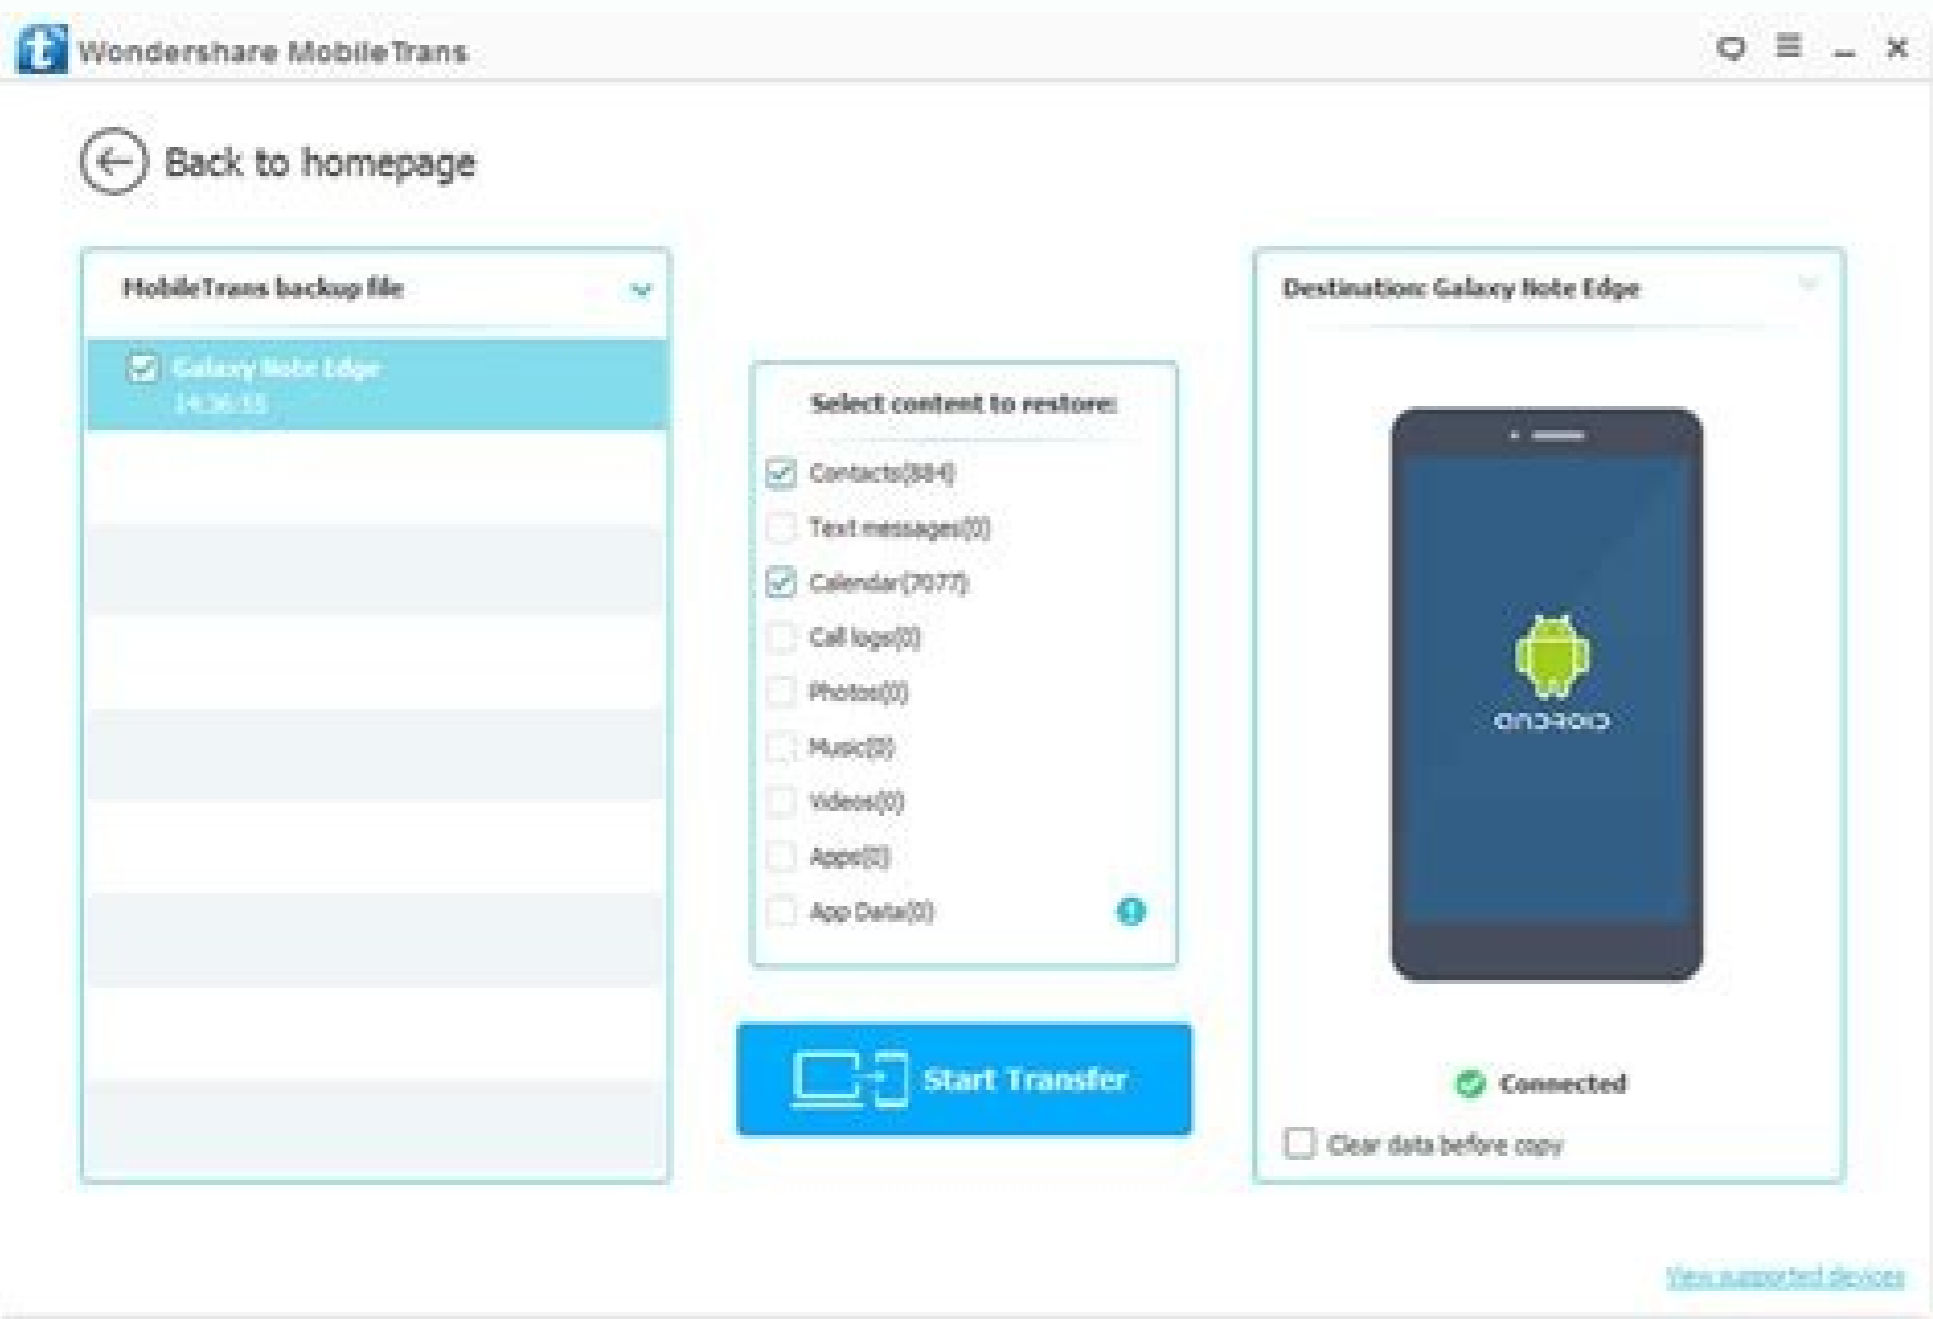 Wondershare MobileTrans
Back to homepage
MobileTrans backup file
Galaxy Note Edge
Select content to restore:
Contacts(884)
Text messages(0)
Calendar(7077)
Call logs(0)
Photos(0)
Music(0)
Videos(0)
Apps(0)
App Data(0)
Start Transfer
Destination: Galaxy Note Edge
android
Connected
Clear data before copy
View supported devices